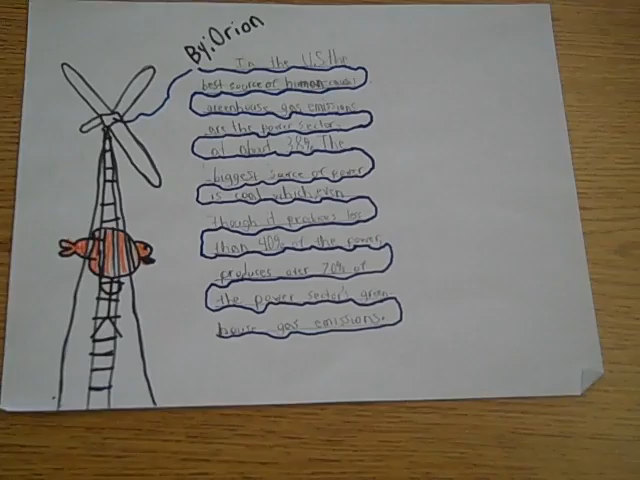 By: Orion
In the U.S the
best source of human-caused
greenhouse gas emissions
are the power sector,
at about 38%. The
biggest source of power
is coal which, even
though it produces less
than 40% of the power,
produces over 70% of
the power sector's green-
house gas emissions.